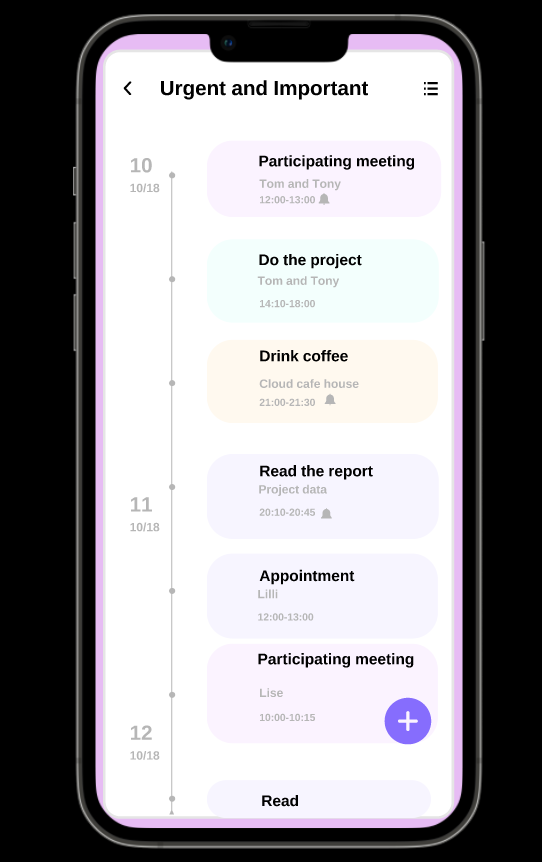 Urgent and Important
10
10/18
Participating meeting
Tom and Tony
12:00-13:00
Do the project
Tom and Tony
14:10-18:00
Drink coffee
Cloud cafe house
21:00-21:30
11
10/18
Read the report
Project data
20:10-20:45
Appointment
Lilli
12:00-13:00
Participating meeting
Lise
10:00-10:15
12
10/18
Read